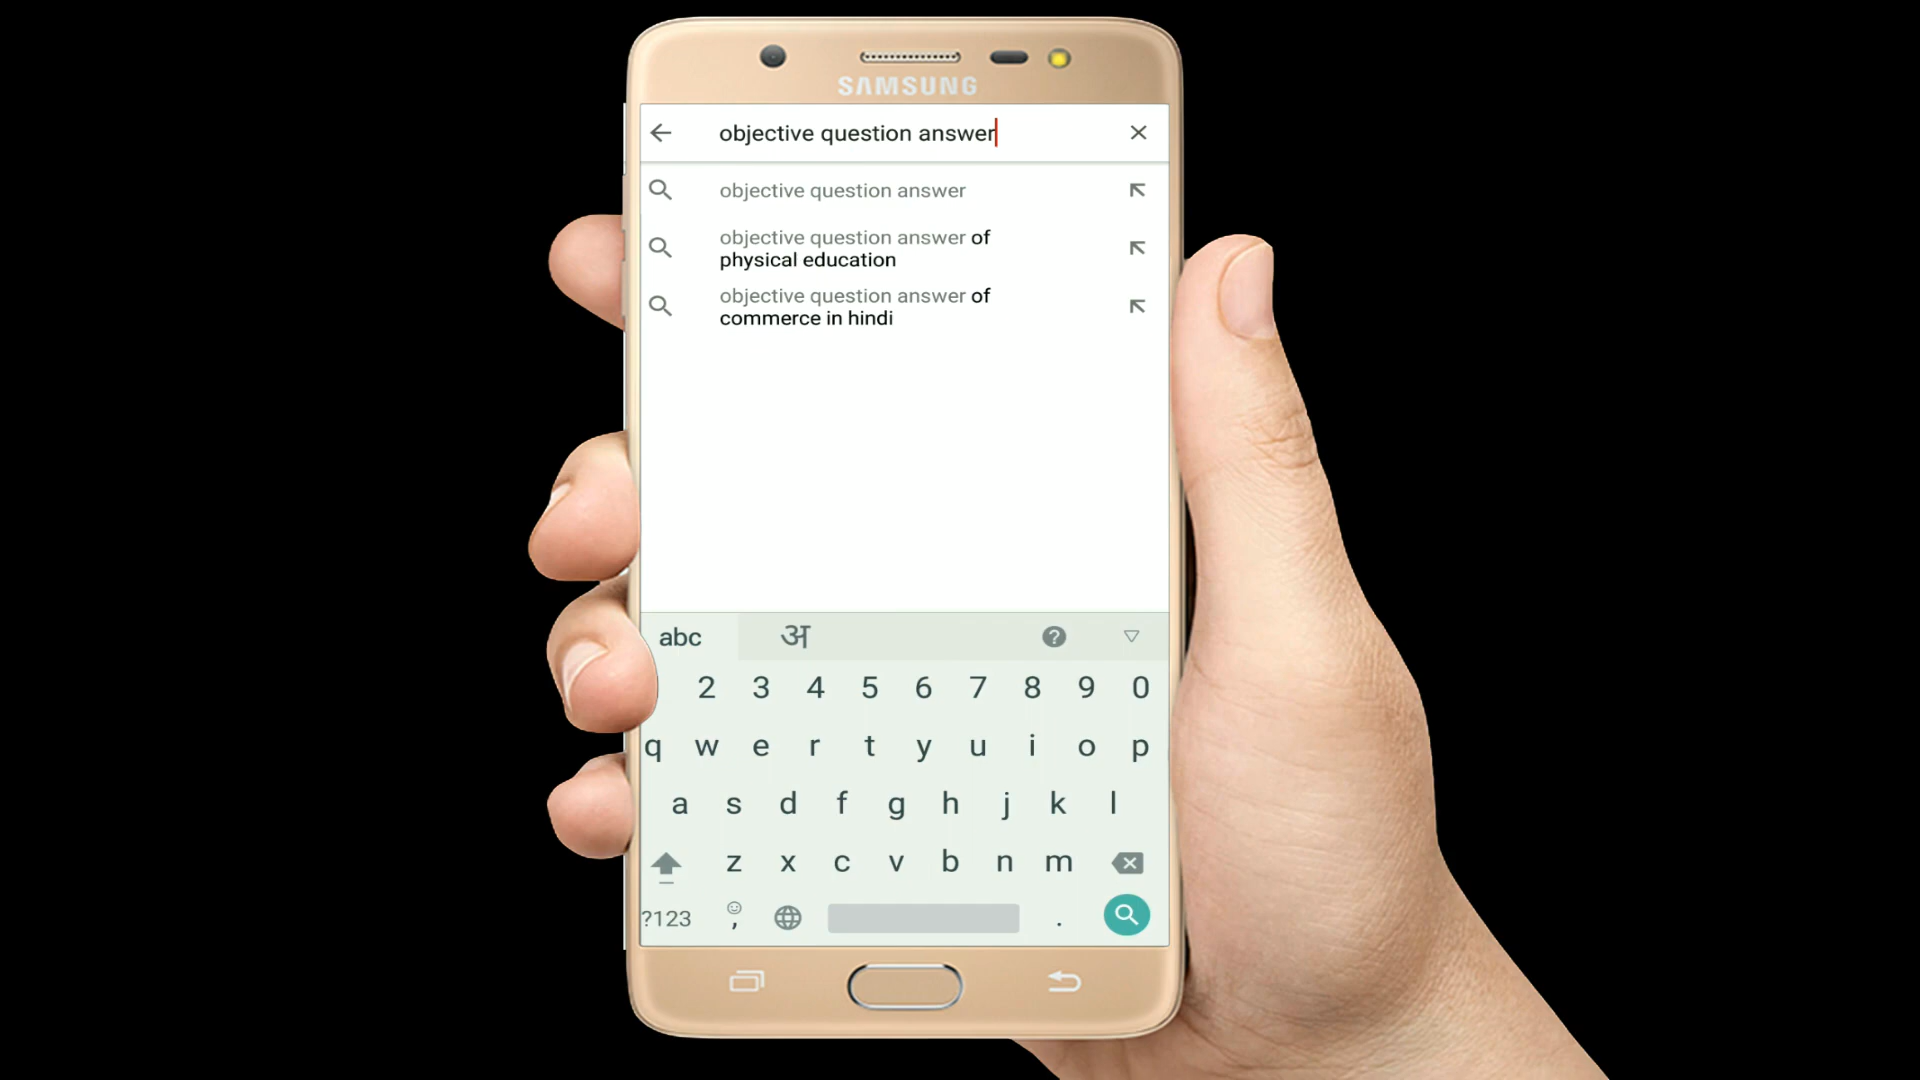 SAMSUNG
objective question answer
objective question answer
objective question answer of
physical education
objective question answer of
commerce in hindi
abc अ ?
2 3 4 5 6 7 8 9 0
q w e r t y u i o p
a s d f g h j k l
z x c v b n m
?123 , .